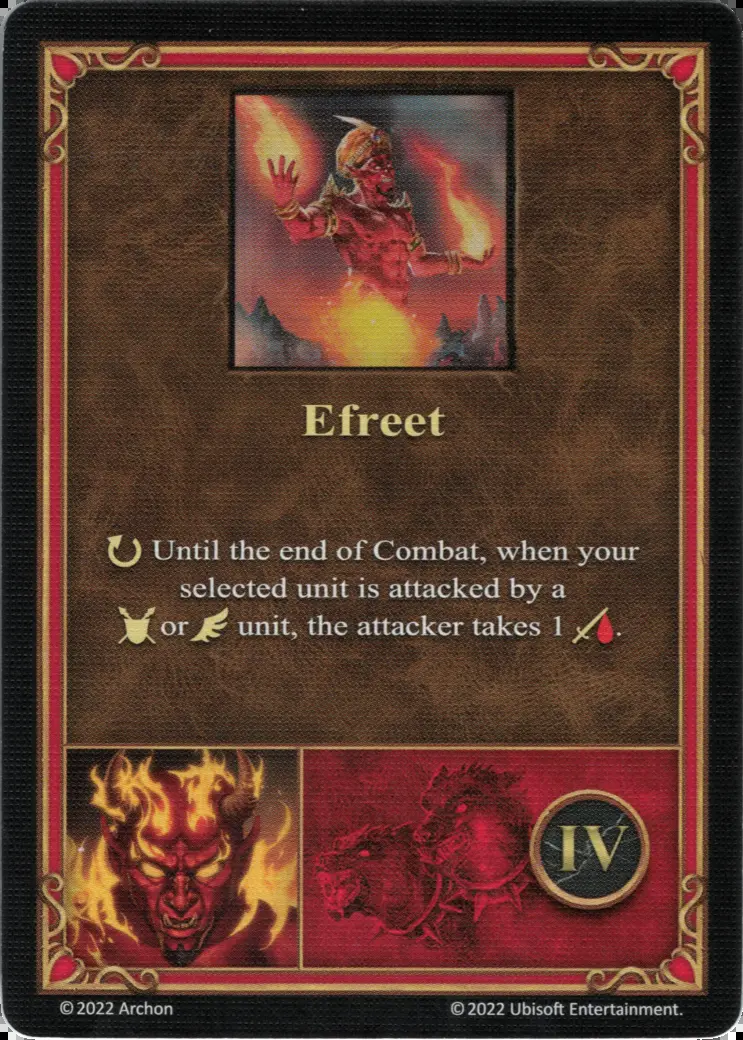 Efreet
Until the end of Combat, when your
selected unit is attacked by a
or unit, the attacker takes 1 .
IV
© 2022 Archon
© 2022 Ubisoft Entertainment.